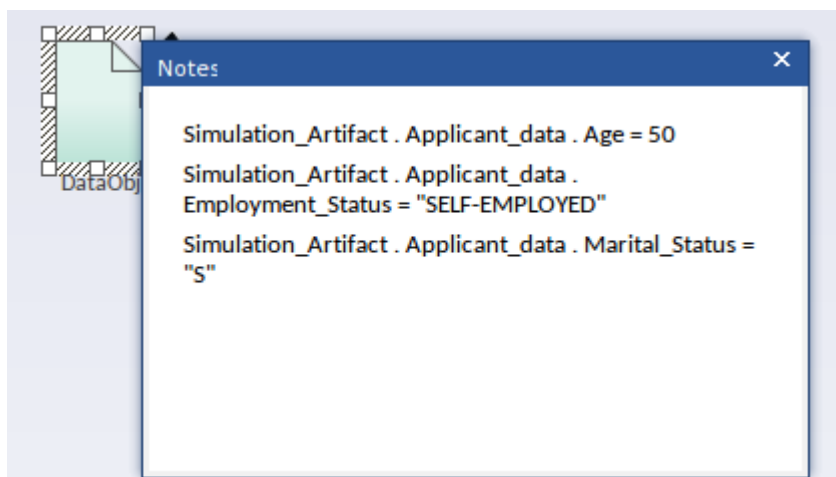 Notes
Simulation_Artifact . Applicant_data . Age = 50
Simulation_Artifact . Applicant_data .
Employment_Status = "SELF-EMPLOYED"
Simulation_Artifact . Applicant_data . Marital_Status =
"S"
DataObj